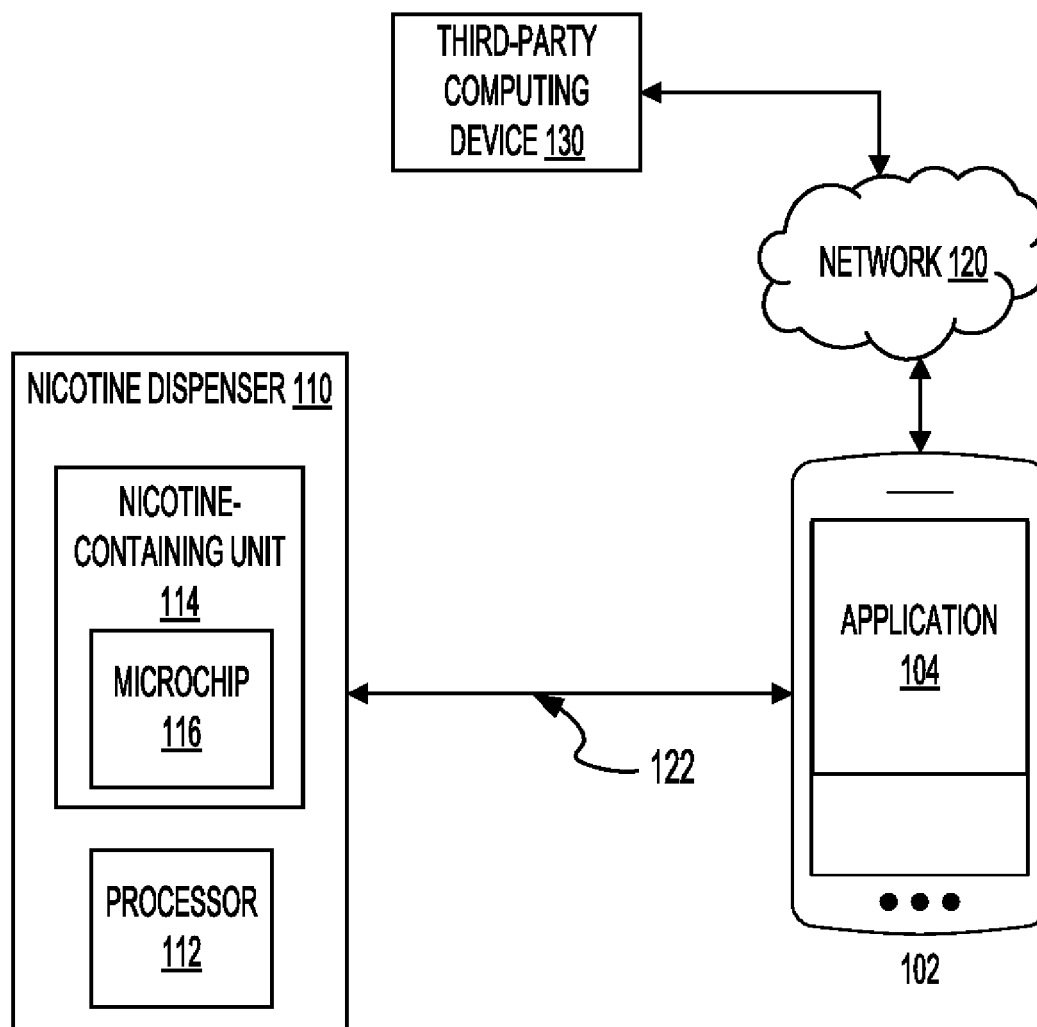 THIRD-PARTY
COMPUTING
DEVICE 130
NETWORK 120
NICOTINE DISPENSER 110
NICOTINE-
CONTAINING UNIT
114
MICROCHIP
116
PROCESSOR
112
122
APPLICATION
104
102